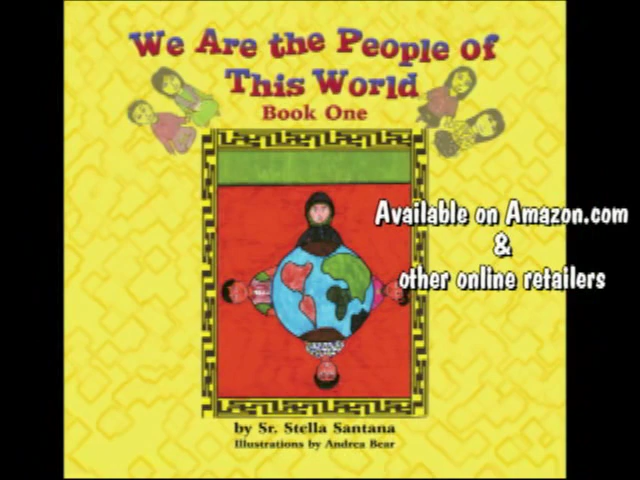 We Are the People of
This World
Book One
Available on Amazon.com
&
other online retailers
by Sr. Stella Santana
Illustrations by Andrea Bear